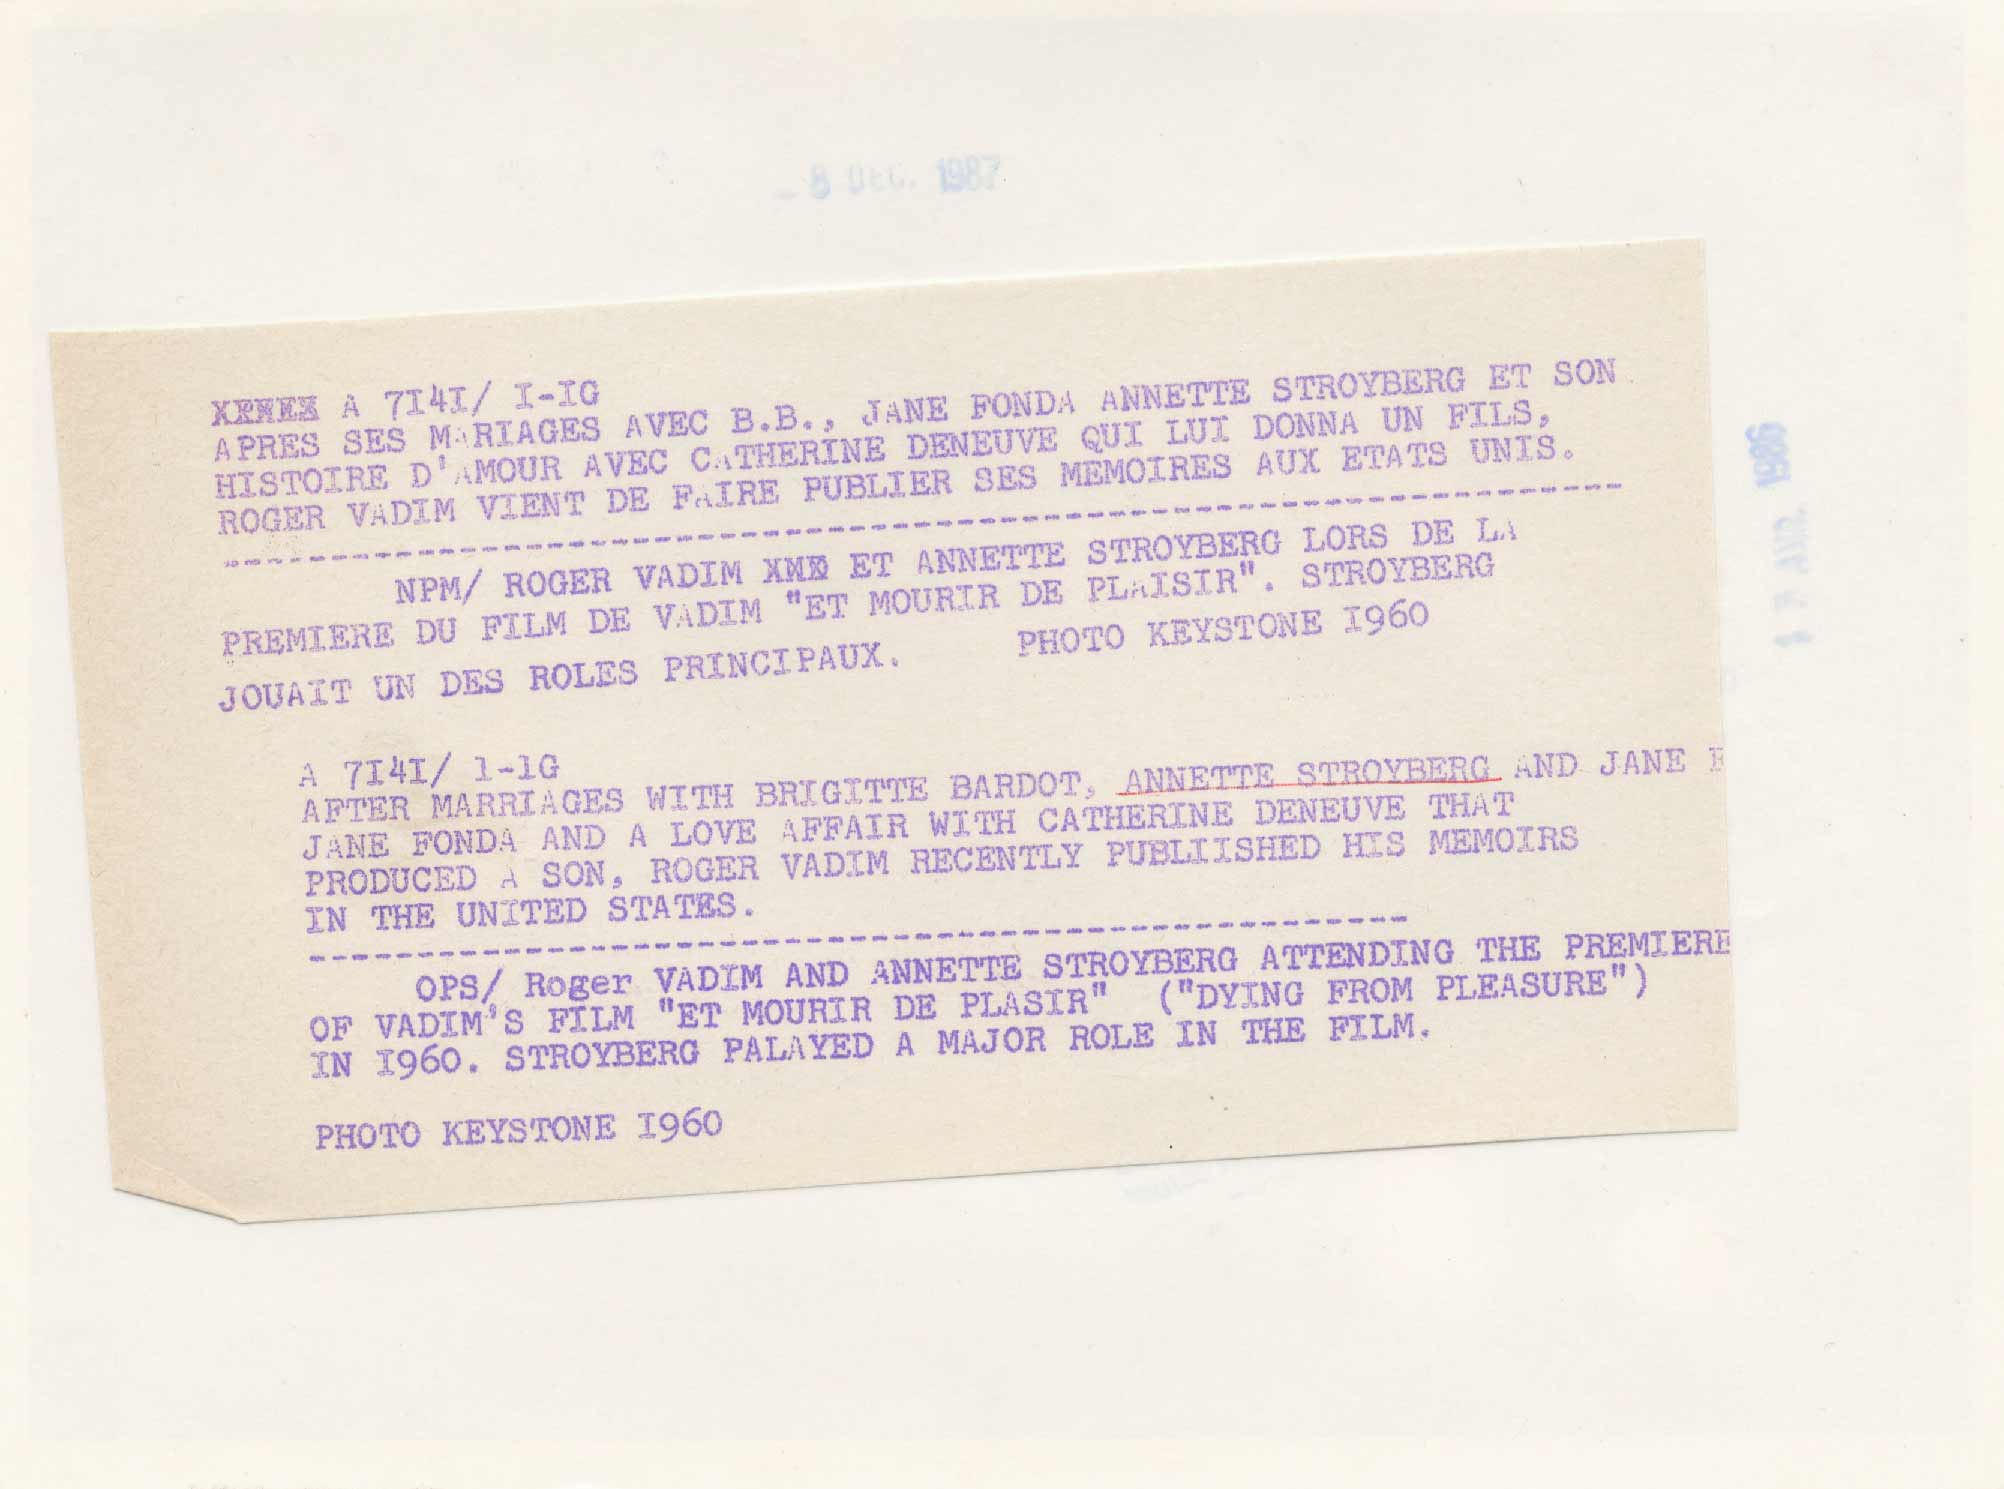 - 8 DEC. 1987
A 7I4I/ I-IG
APRES SES MARIAGES AVEC B.B., JANE FONDA ANNETTE STROYBERG ET SON
HISTOIRE D'AMOUR AVEC CATHERINE DENEUVE QUI LUI DONNA UN FILS,
ROGER VADIM VIENT DE FAIRE PUBLIER SES MEMOIRES AUX ETATS UNIS.
NPM/ ROGER VADIM XXX ET ANNETTE STROYBERG LORS DE LA
PREMIERE DU FILM DE VADIM "ET MOURIR DE PLAISIR". STROYBERG
JOUAIT UN DES ROLES PRINCIPAUX. PHOTO KEYSTONE I960
A 7I4I/ 1-1G
AFTER MARRIAGES WITH BRIGITTE BARDOT, ANNETTE STROYBERG AND JANE F
JANE FONDA AND A LOVE AFFAIR WITH CATHERINE DENEUVE THAT
PRODUCED A SON, ROGER VADIM RECENTLY PUBLIISHED HIS MEMOIRS
IN THE UNITED STATES.
OPS/ Roger VADIM AND ANNETTE STROYBERG ATTENDING THE PREMIERE
OF VADIM'S FILM "ET MOURIR DE PLASIR" ("DYING FROM PLEASURE")
IN I960. STROYBERG PALAYED A MAJOR ROLE IN THE FILM.
PHOTO KEYSTONE I960
AVR. 1986